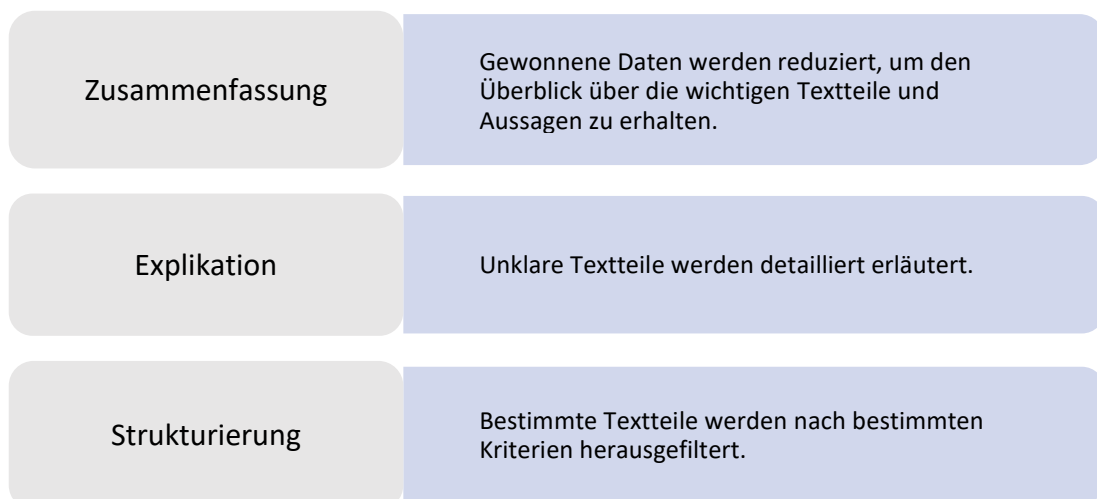 Zusammenfassung
Gewonnene Daten werden reduziert, um den
Überblick über die wichtigen Textteile und
Aussagen zu erhalten.
Explikation
Unklare Textteile werden detailliert erläutert.
Strukturierung
Bestimmte Textteile werden nach bestimmten
Kriterien herausgefiltert.